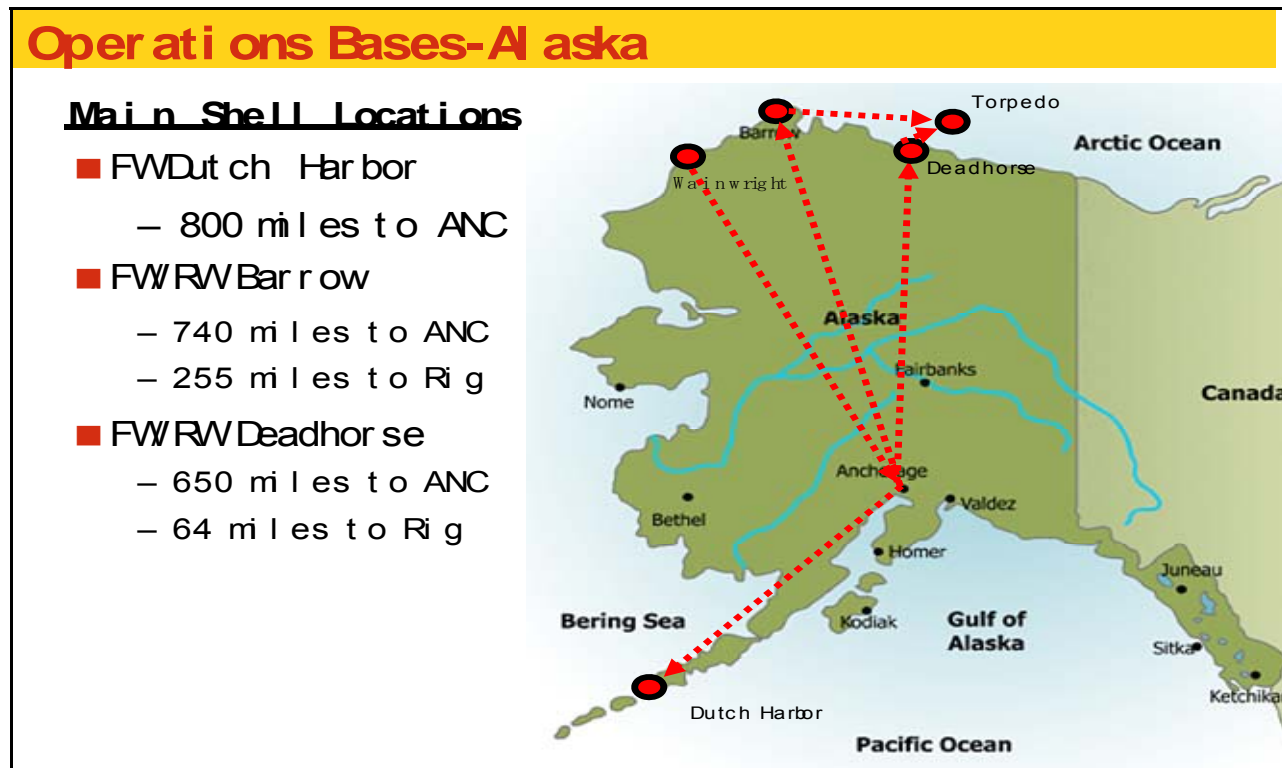 Operations Bases-Alaska
Main Shell Locations
FW Dutch Harbor
– 800 miles to ANC
FW/RW Barrow
– 740 miles to ANC
– 255 miles to Rig
FW/RW Deadhorse
– 650 miles to ANC
– 64 miles to Rig
Torpedo
Barrow
Arctic Ocean
Deadhorse
Wainwright
Alaska
Fairbanks
Nome
Canada
Anchorage
Valdez
Bethel
Homer
Juneau
Bering Sea
Kodiak
Gulf of
Alaska
Sitka
Ketchikan
Dutch Harbor
Pacific Ocean